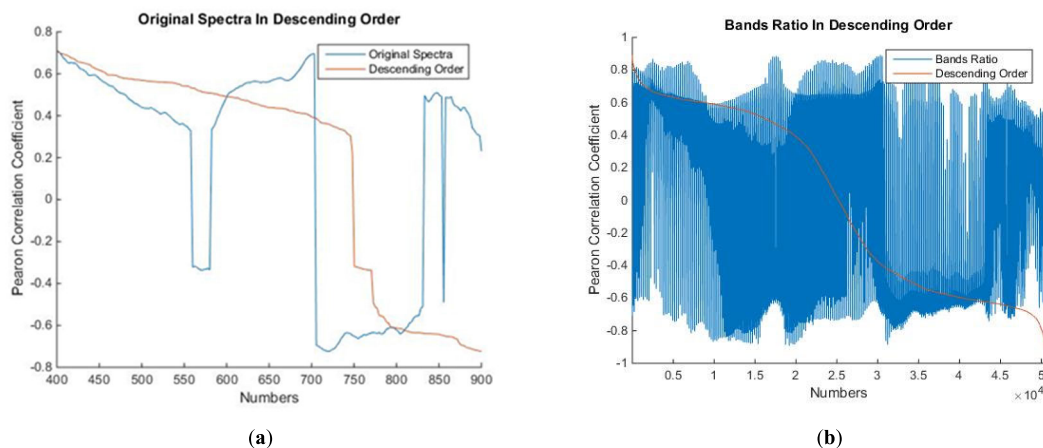 Original Spectra In Descending Order
0.8
0.6
0.4
0.2
0
-0.2
-0.4
-0.6
-0.8
Pearon Correlation Coefficient
Original Spectra
Descending Order
400 450 500 550 600 650 700 750 800 850 900
Numbers
(a)
Bands Ratio In Descending Order
1
0.8
0.6
0.4
0.2
0
-0.2
-0.4
-0.6
-0.8
-1
Pearon Correlation Coefficient
Bands Ratio
Descending Order
0.5 1 1.5 2 2.5 3 3.5 4 4.5 5
Numbers
× 10⁴
(b)